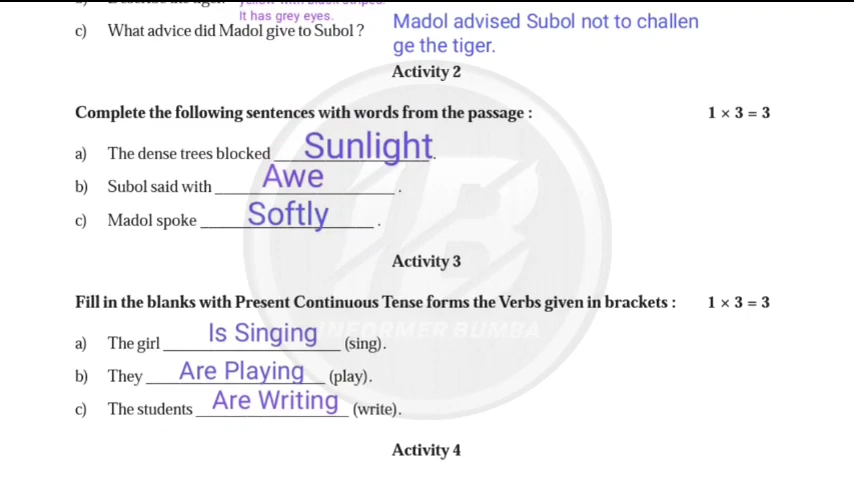 It has grey eyes.
c) What advice did Madol give to Subol ? Madol advised Subol not to challen
ge the tiger.
Activity 2
Complete the following sentences with words from the passage : 1 × 3 = 3
a) The dense trees blocked Sunlight.
b) Subol said with Awe .
c) Madol spoke Softly .
Activity 3
Fill in the blanks with Present Continuous Tense forms the Verbs given in brackets : 1 × 3 = 3
INFORMER BUMBA
a) The girl Is Singing (sing).
b) They Are Playing (play).
c) The students Are Writing (write).
Activity 4